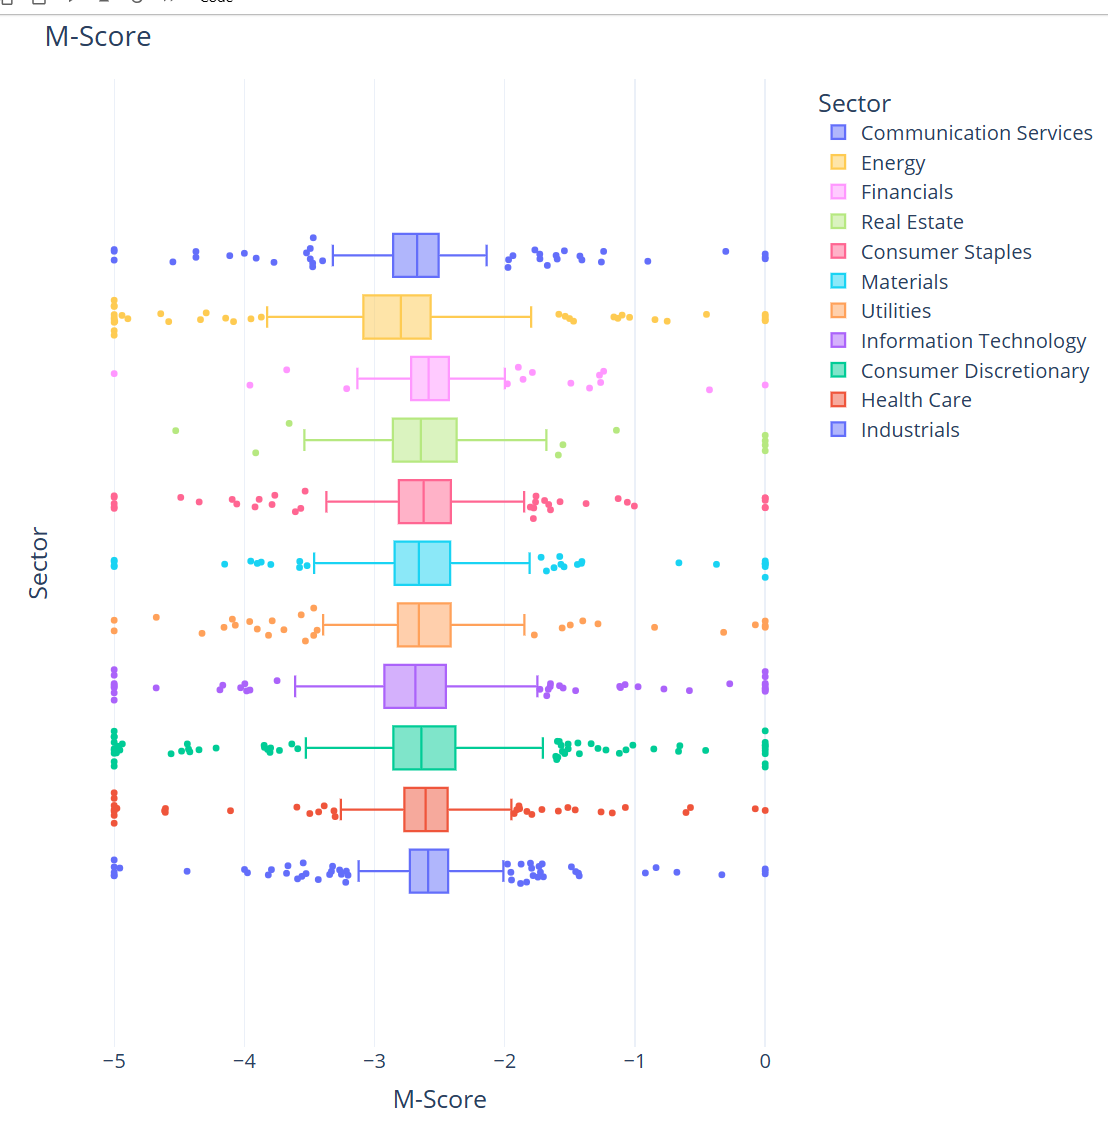 Code
M-Score
Sector
Communication Services
Energy
Financials
Real Estate
Consumer Staples
Materials
Utilities
Information Technology
Consumer Discretionary
Health Care
Industrials
Sector
−5 −4 −3 −2 −1 0
M-Score